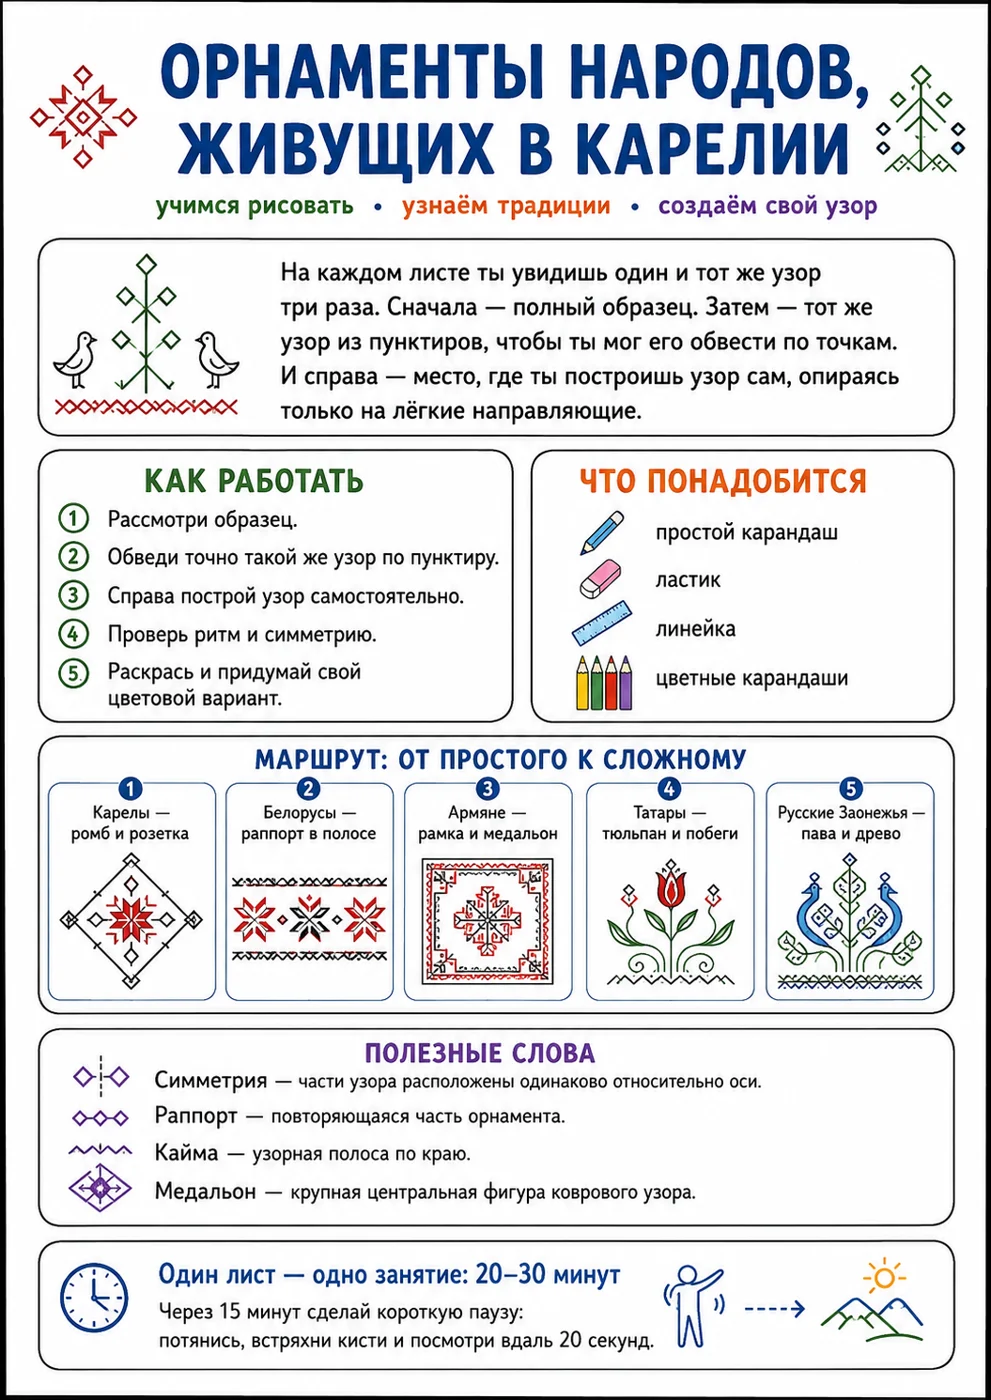 ОРНАМЕНТЫ НАРОДОВ,
ЖИВУЩИХ В КАРЕЛИИ
учимся рисовать • узнаём традиции • создаём свой узор
На каждом листе ты увидишь один и тот же узор
три раза. Сначала — полный образец. Затем — тот же
узор из пунктиров, чтобы ты мог его обвести по точкам.
И справа — место, где ты построишь узор сам, опираясь
только на лёгкие направляющие.
КАК РАБОТАТЬ
1 Рассмотри образец.
2 Обведи точно такой же узор по пунктиру.
3 Справа построй узор самостоятельно.
4 Проверь ритм и симметрию.
5 Раскрась и придумай свой
цветовой вариант.
ЧТО ПОНАДОБИТСЯ
простой карандаш
ластик
линейка
цветные карандаши
МАРШРУТ: ОТ ПРОСТОГО К СЛОЖНОМУ
1
Карелы —
ромб и розетка
2
Белорусы —
раппорт в полосе
3
Армяне —
рамка и медальон
4
Татары —
тюльпан и побеги
5
Русские Заонежья —
пава и древо
ПОЛЕЗНЫЕ СЛОВА
Симметрия — части узора расположены одинаково относительно оси.
Раппорт — повторяющаяся часть орнамента.
Кайма — узорная полоса по краю.
Медальон — крупная центральная фигура коврового узора.
Один лист — одно занятие: 20–30 минут
Через 15 минут сделай короткую паузу:
потянись, встряхни кисти и посмотри вдаль 20 секунд.